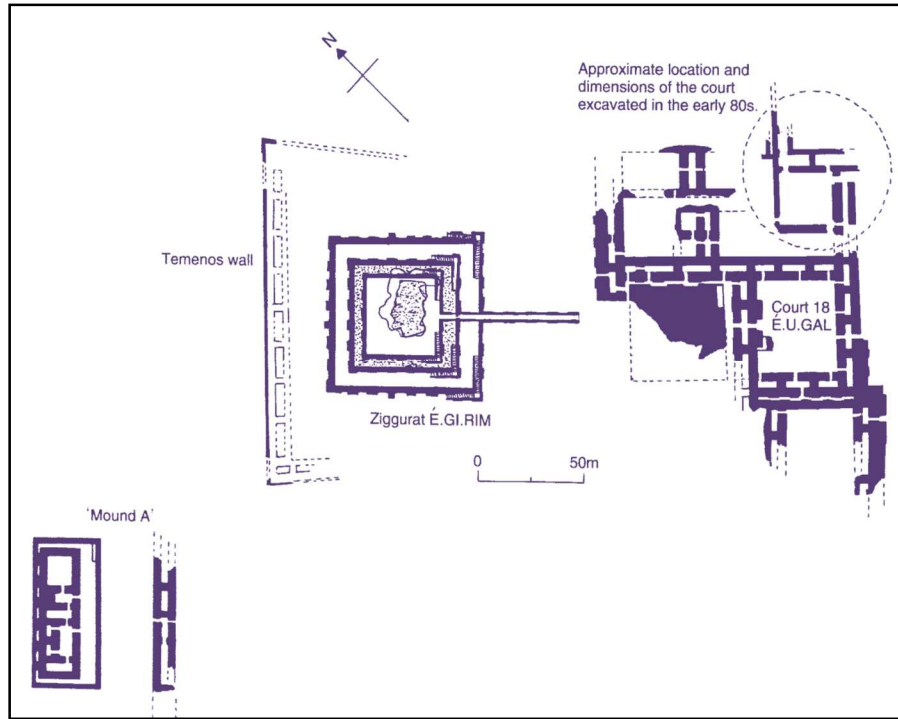 N
Approximate location and
dimensions of the court
excavated in the early 80s.
Temenos wall
Court 18
É.U.GAL
Ziggurat É.GI.RIM
0 50m
'Mound A'